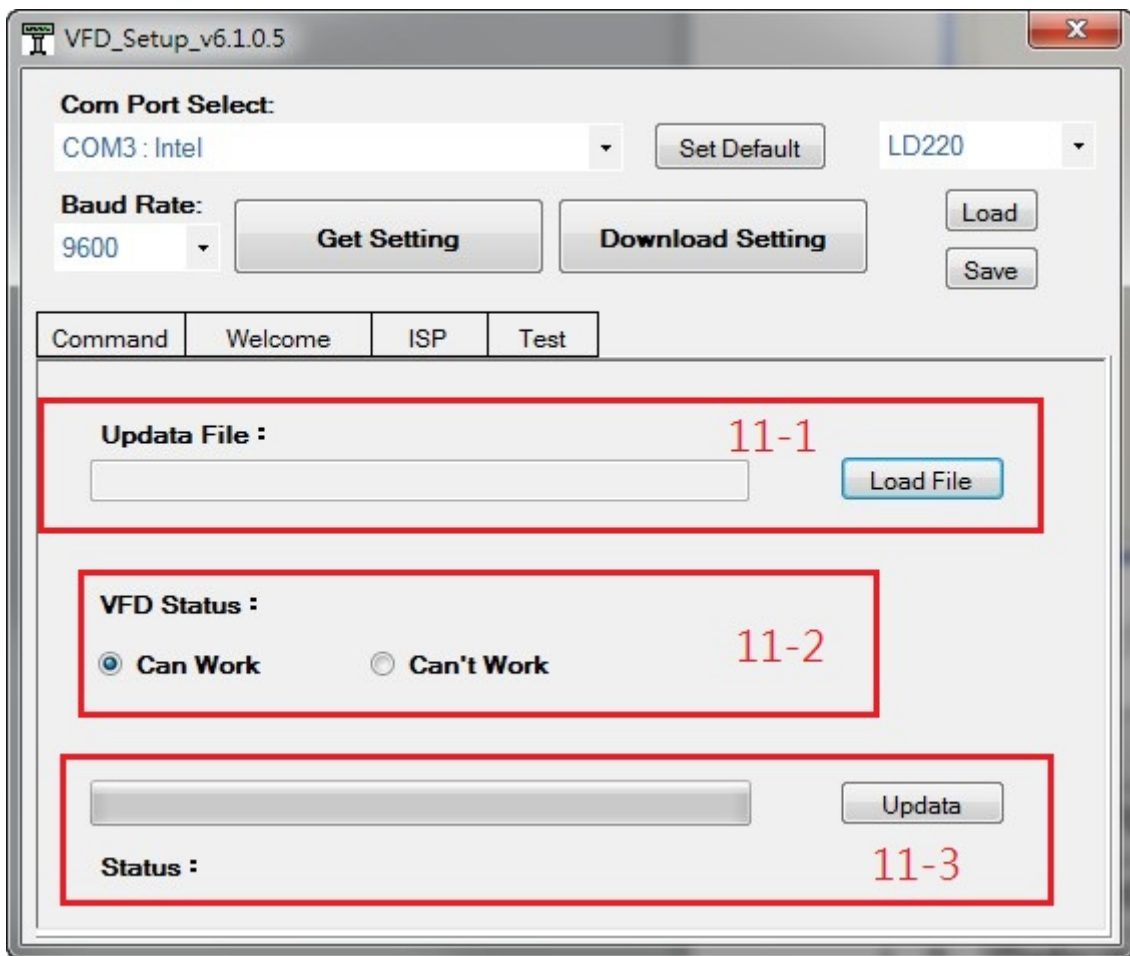 VFD_Setup_v6.1.0.5
x
Com Port Select:
COM3 : Intel
Set Default
LD220
Baud Rate:
9600
Get Setting
Download Setting
Load
Save
Command
Welcome
ISP
Test
Updata File :
11-1
Load File
VFD Status :
Can Work
Can't Work
11-2
Updata
Status :
11-3